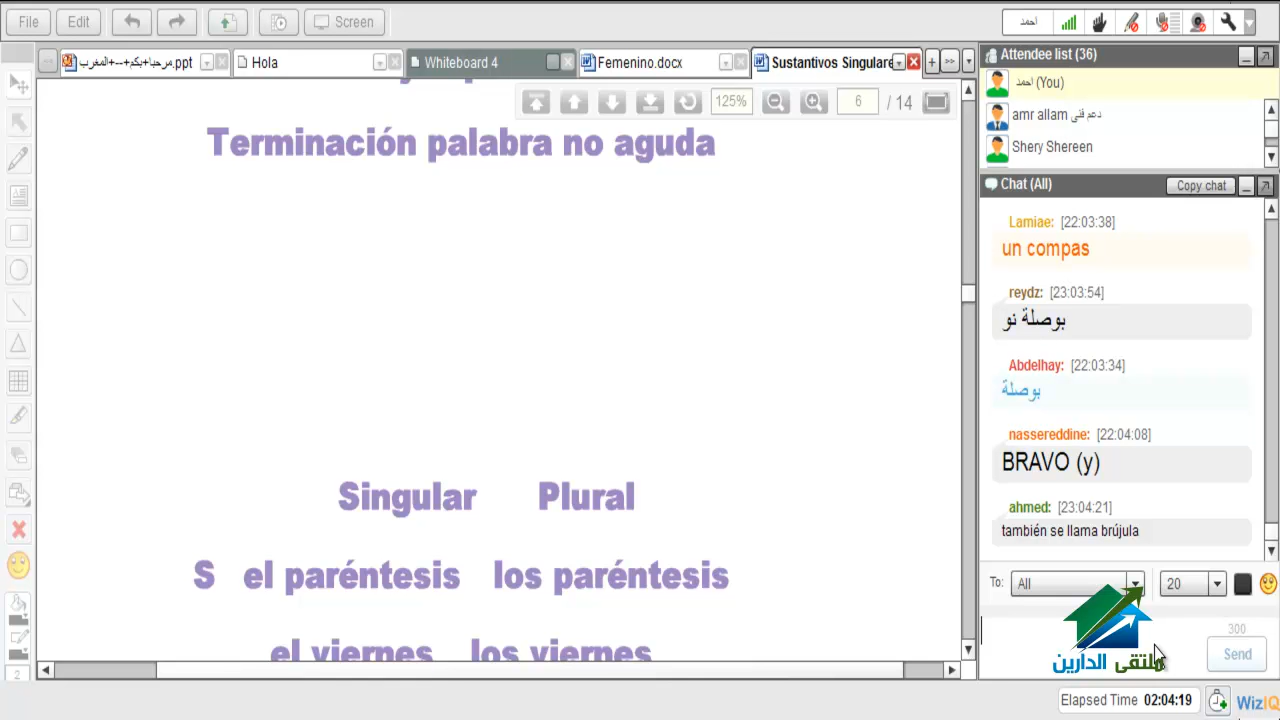 File Edit Screen
احمد
مرحبا+بكم+--+المغرب.ppt Hola Whiteboard 4 Femenino.docx Sustantivos Singulare
125% 6 / 14
Terminación palabra no aguda
Singular Plural
S el paréntesis los paréntesis
el viernes los viernes
2
Attendee list (36)
احمد (You)
amr allam دعم فنى
Shery Shereen
Chat (All) Copy chat
Lamiae: [22:03:38]
un compas
reydz: [23:03:54]
بوصلة نو
Abdelhay: [22:03:34]
بوصلة
nassereddine: [22:04:08]
BRAVO (y)
ahmed: [23:04:21]
también se llama brújula
To: All 20
300
Send
ملتقى الدارين
Elapsed Time 02:04:19
WizIQ